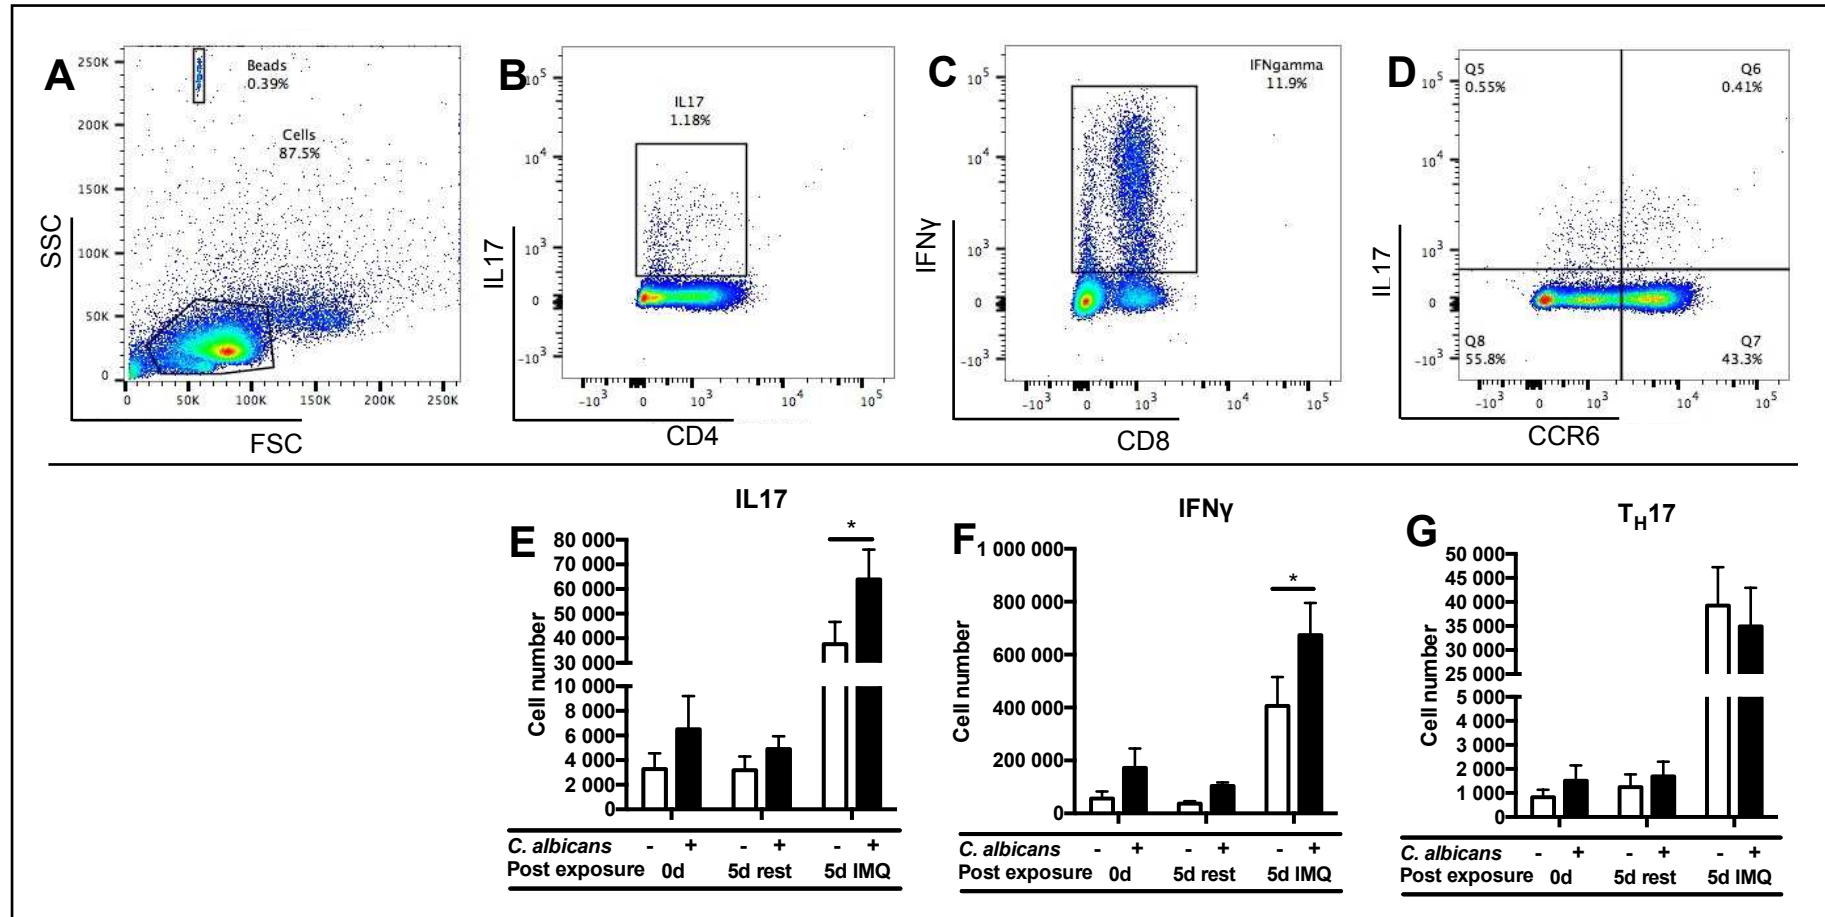 A
SSC
250K
200K
150K
100K
50K
0
Beads
0.39%
Cells
87.5%
0 50K 100K 150K 200K 250K
FSC
B
IL17
10^5
10^4
10^3
0
-10^3
IL17
1.18%
-10^3 0 10^3 10^4 10^5
CD4
C
IFNγ
10^5
10^4
10^3
0
-10^3
IFNgamma
11.9%
-10^3 0 10^3 10^4 10^5
CD8
D
IL17
10^5
10^4
10^3
0
-10^3
Q5
0.55%
Q6
0.41%
Q8
55.8%
Q7
43.3%
-10^3 0 10^3 10^4 10^5
CCR6
E
IL17
Cell number
80 000
70 000
60 000
50 000
40 000
30 000
10 000
8 000
6 000
4 000
2 000
0
*
C. albicans - + - + - +
Post exposure 0d 5d rest 5d IMQ
F
IFNγ
Cell number
1 000 000
800 000
600 000
400 000
200 000
0
*
C. albicans - + - + - +
Post exposure 0d 5d rest 5d IMQ
G
TH17
Cell number
50 000
45 000
40 000
35 000
30 000
25 000
5 000
4 000
3 000
2 000
1 000
0
C. albicans - + - + - +
Post exposure 0d 5d rest 5d IMQ